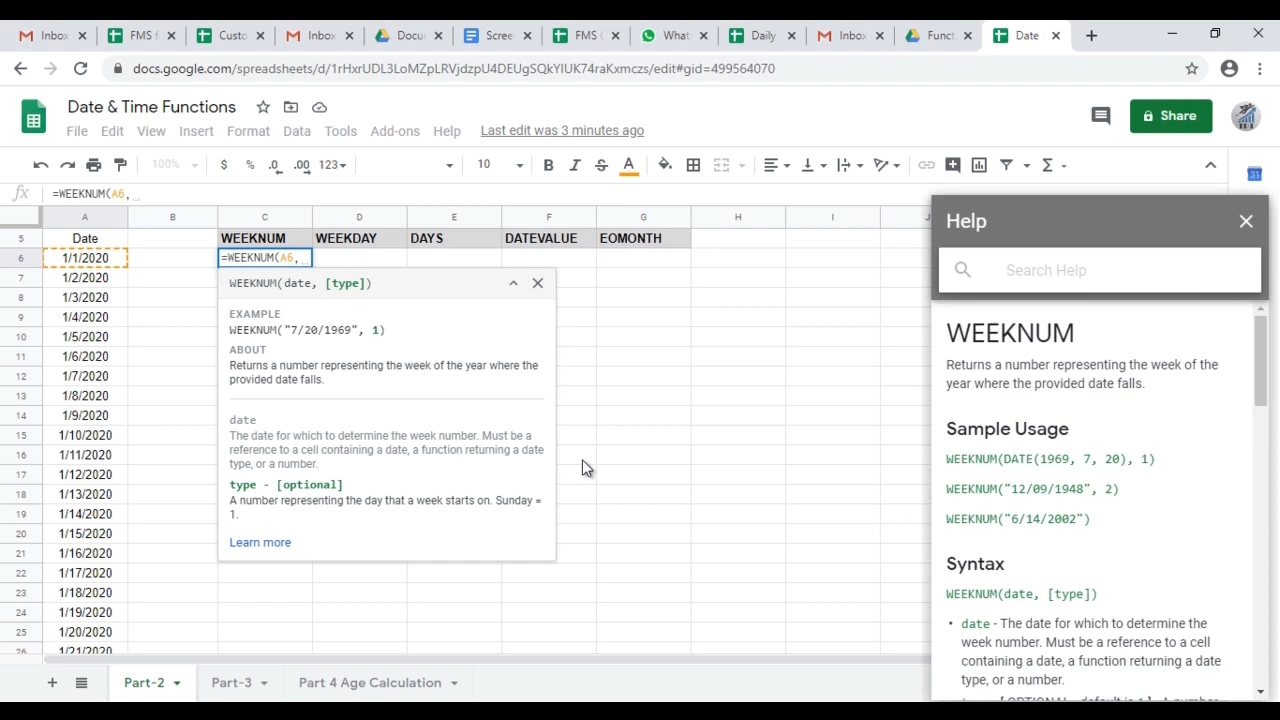 Inbox
FMS f
Custo
Inbox
Docu
Scree
FMS C
What
Daily
Inbox
Funct
Date
docs.google.com/spreadsheets/d/1rHxrUDL3LoMZpLRVjdzpU4DEUgSQkYIUK74raKxmczs/edit#gid=499564070
Date & Time Functions
File Edit View Insert Format Data Tools Add-ons Help Last edit was 3 minutes ago
Share
100% $ % .0 .00 123 10 B I S A
31
fx =WEEKNUM(A6,
A B C D E F G H I J
5 Date WEEKNUM WEEKDAY DAYS DATEVALUE EOMONTH
6 1/1/2020 =WEEKNUM(A6,
7 1/2/2020
8 1/3/2020
9 1/4/2020
10 1/5/2020
11 1/6/2020
12 1/7/2020
13 1/8/2020
14 1/9/2020
15 1/10/2020
16 1/11/2020
17 1/12/2020
18 1/13/2020
19 1/14/2020
20 1/15/2020
21 1/16/2020
22 1/17/2020
23 1/18/2020
24 1/19/2020
25 1/20/2020
26 1/21/2020
WEEKNUM(date, [type])
EXAMPLE
WEEKNUM("7/20/1969", 1)
ABOUT
Returns a number representing the week of the year where the
provided date falls.
date
The date for which to determine the week number. Must be a
reference to a cell containing a date, a function returning a date
type, or a number.
type - [optional]
A number representing the day that a week starts on. Sunday =
1.
Learn more
Help
Search Help
WEEKNUM
Returns a number representing the week of the
year where the provided date falls.
Sample Usage
WEEKNUM(DATE(1969, 7, 20), 1)
WEEKNUM("12/09/1948", 2)
WEEKNUM("6/14/2002")
Syntax
WEEKNUM(date, [type])
• date - The date for which to determine the
week number. Must be a reference to a cell
containing a date, a function returning a date
type, or a number.
Part-2
Part-3
Part 4 Age Calculation